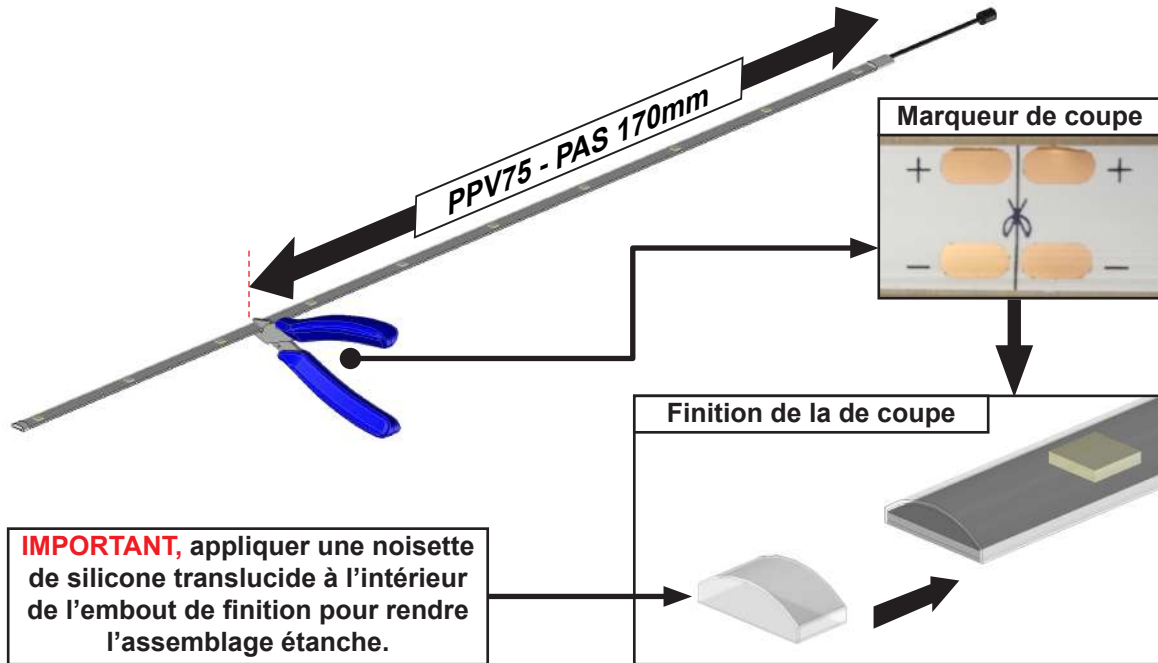 PPV75 - PAS 170mm
Marqueur de coupe
+ +
- -
Finition de la de coupe
IMPORTANT, appliquer une noisette
de silicone translucide à l’intérieur
de l’embout de finition pour rendre
l’assemblage étanche.